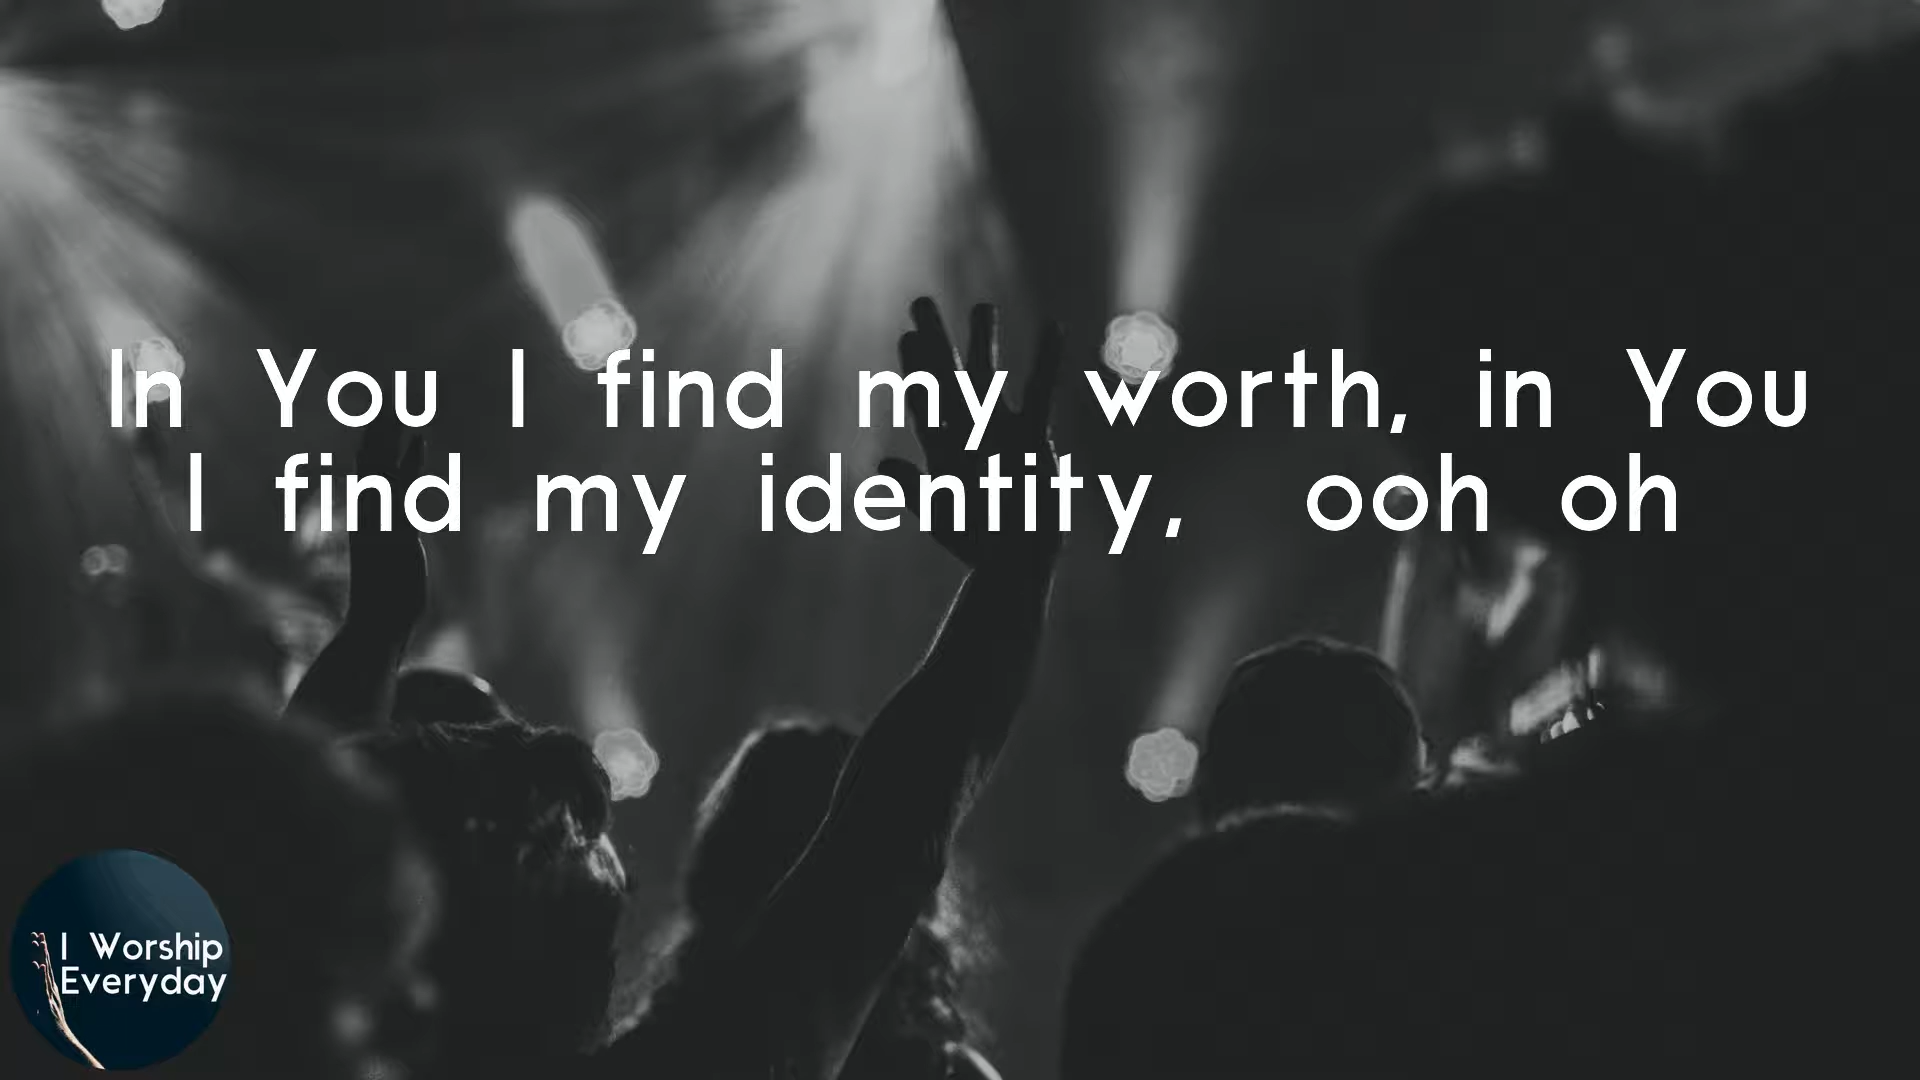 In You I find my worth, in You
I find my identity, ooh oh
I Worship
Everyday